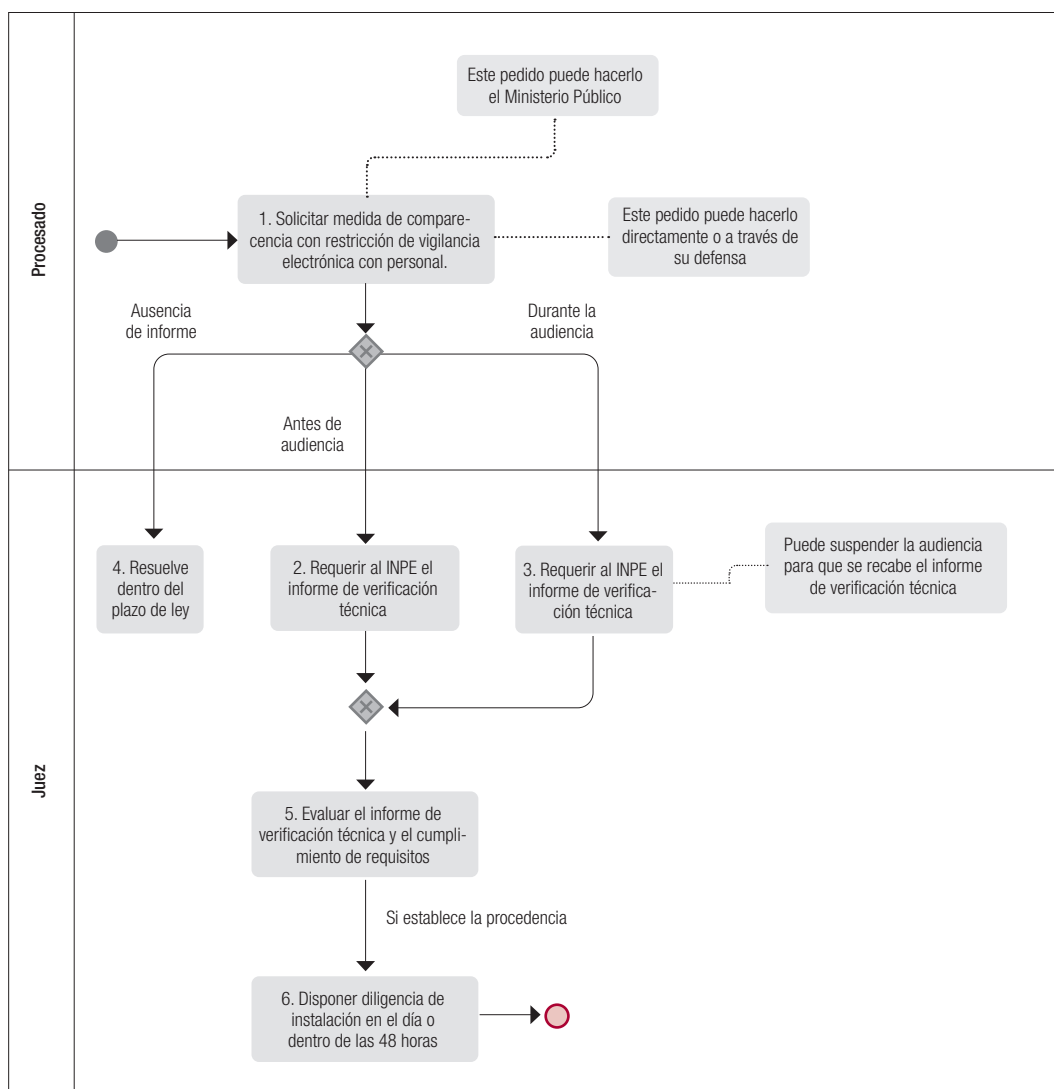 Procesado
Este pedido puede hacerlo
el Ministerio Público
1. Solicitar medida de compare-
cencia con restricción de vigilancia
electrónica con personal.
Este pedido puede hacerlo
directamente o a través de
su defensa
Ausencia
de informe
Durante la
audiencia
Antes de
audiencia
Juez
4. Resuelve
dentro del
plazo de ley
2. Requerir al INPE el
informe de verificación
técnica
3. Requerir al INPE el
informe de verifica-
ción técnica
Puede suspender la audiencia
para que se recabe el informe
de verificación técnica
5. Evaluar el informe de
verificación técnica y el cumpli-
miento de requisitos
Si establece la procedencia
6. Disponer diligencia de
instalación en el día o
dentro de las 48 horas